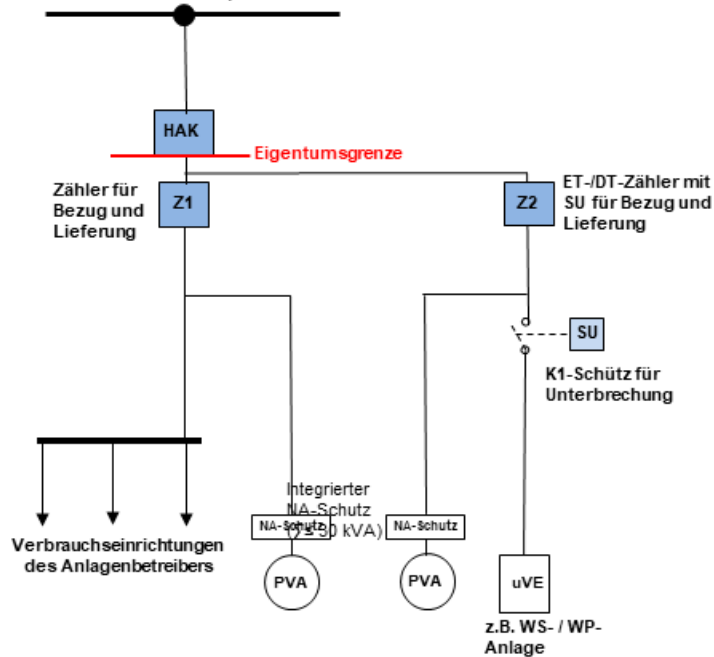 HAK
Eigentumsgrenze
Zähler für
Bezug und
Lieferung
Z1
Z2
ET-/DT-Zähler mit
SU für Bezug und
Lieferung
SU
K1-Schütz für
Unterbrechung
Integrierter
NA-Schutz
(> ≤ 30 kVA)
NA-Schutz
NA-Schutz
Verbrauchseinrichtungen
des Anlagenbetreibers
PVA
PVA
uVE
z.B. WS- / WP-
Anlage